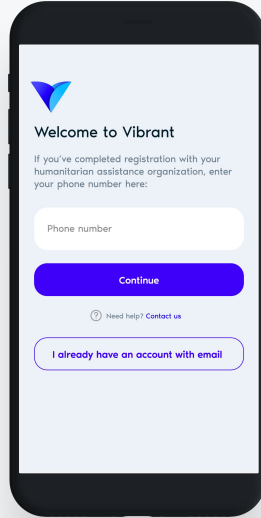 Welcome to Vibrant
If you've completed registration with your
humanitarian assistance organization, enter
your phone number here:
Phone number
Continue
? Need help? Contact us
I already have an account with email